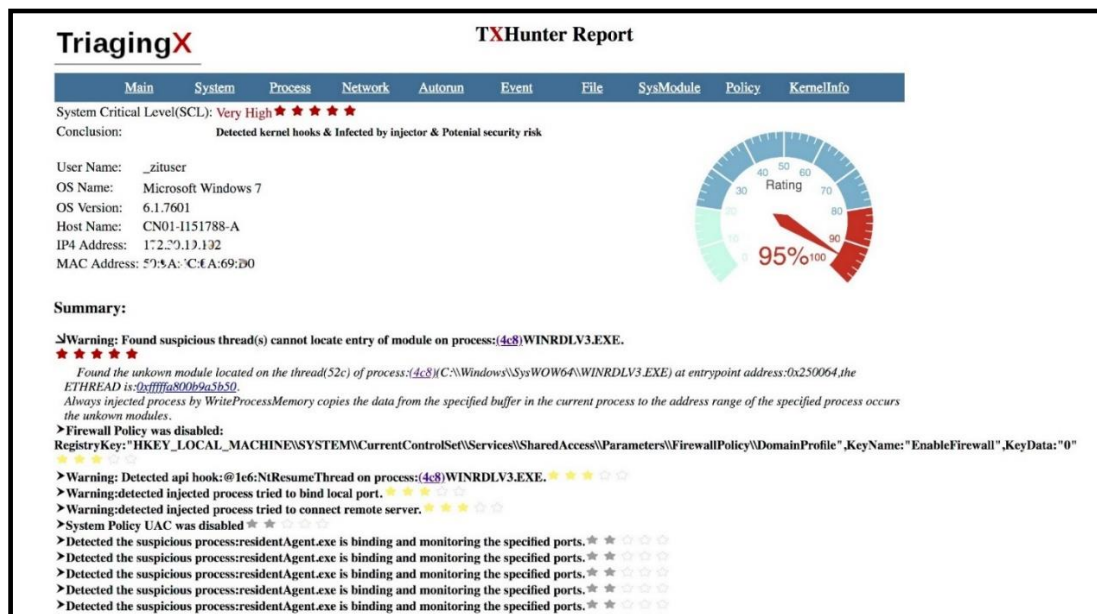 TriagingX
TXHunter Report
Main System Process Network Autorun Event File SysModule Policy KernelInfo
System Critical Level(SCL): Very High
Conclusion: Detected kernel hooks & Infected by injector & Potenial security risk
User Name: _zituser
OS Name: Microsoft Windows 7
OS Version: 6.1.7601
Host Name: CN01-I151788-A
IP4 Address:
MAC Address:
0 10 20 30 40 50 60 70 80 90 100
Rating
95%
Summary:
Warning: Found suspicious thread(s) cannot locate entry of module on process:(4c8)WINRDLV3.EXE.
Found the unkown module located on the thread(52c) of process:(4c8)(C:\\Windows\\SysWOW64\\WINRDLV3.EXE) at entrypoint address:0x250064,the
ETHREAD is:0xfffffa800b9a5b50.
Always injected process by WriteProcessMemory copies the data from the specified buffer in the current process to the address range of the specified process occurs
the unkown modules.
➤Firewall Policy was disabled:
RegistryKey:"HKEY_LOCAL_MACHINE\\SYSTEM\\CurrentControlSet\\Services\\SharedAccess\\Parameters\\FirewallPolicy\\DomainProfile",KeyName:"EnableFirewall",KeyData:"0"
➤Warning: Detected api hook:@1e6:NtResumeThread on process:(4c8)WINRDLV3.EXE.
➤Warning:detected injected process tried to bind local port.
➤Warning:detected injected process tried to connect remote server.
➤System Policy UAC was disabled
➤Detected the suspicious process:residentAgent.exe is binding and monitoring the specified ports.
➤Detected the suspicious process:residentAgent.exe is binding and monitoring the specified ports.
➤Detected the suspicious process:residentAgent.exe is binding and monitoring the specified ports.
➤Detected the suspicious process:residentAgent.exe is binding and monitoring the specified ports.
➤Detected the suspicious process:residentAgent.exe is binding and monitoring the specified ports.